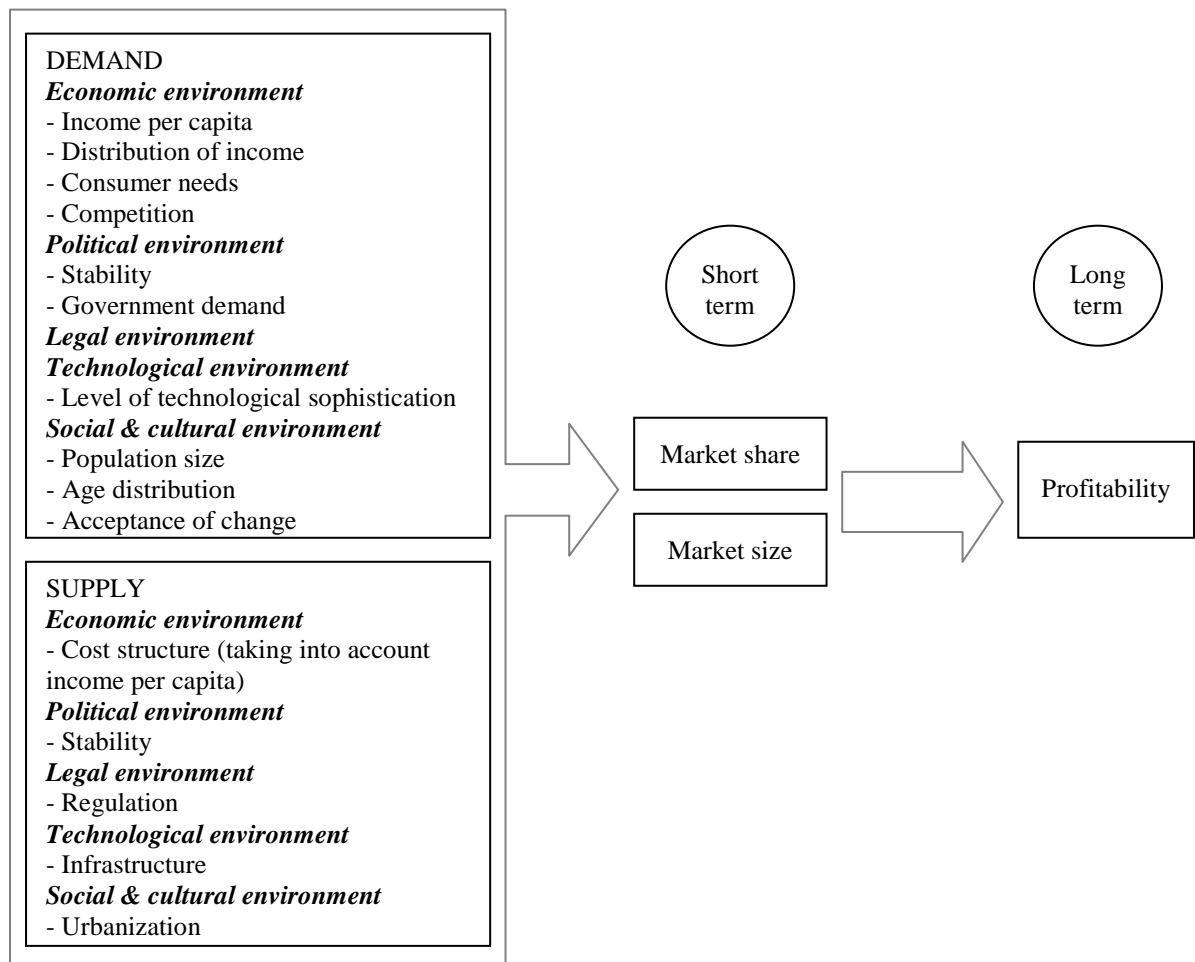 DEMAND
Economic environment
- Income per capita
- Distribution of income
- Consumer needs
- Competition
Political environment
- Stability
- Government demand
Legal environment
Technological environment
- Level of technological sophistication
Social & cultural environment
- Population size
- Age distribution
- Acceptance of change
SUPPLY
Economic environment
- Cost structure (taking into account
income per capita)
Political environment
- Stability
Legal environment
- Regulation
Technological environment
- Infrastructure
Social & cultural environment
- Urbanization
Short
term
Market share
Market size
Long
term
Profitability